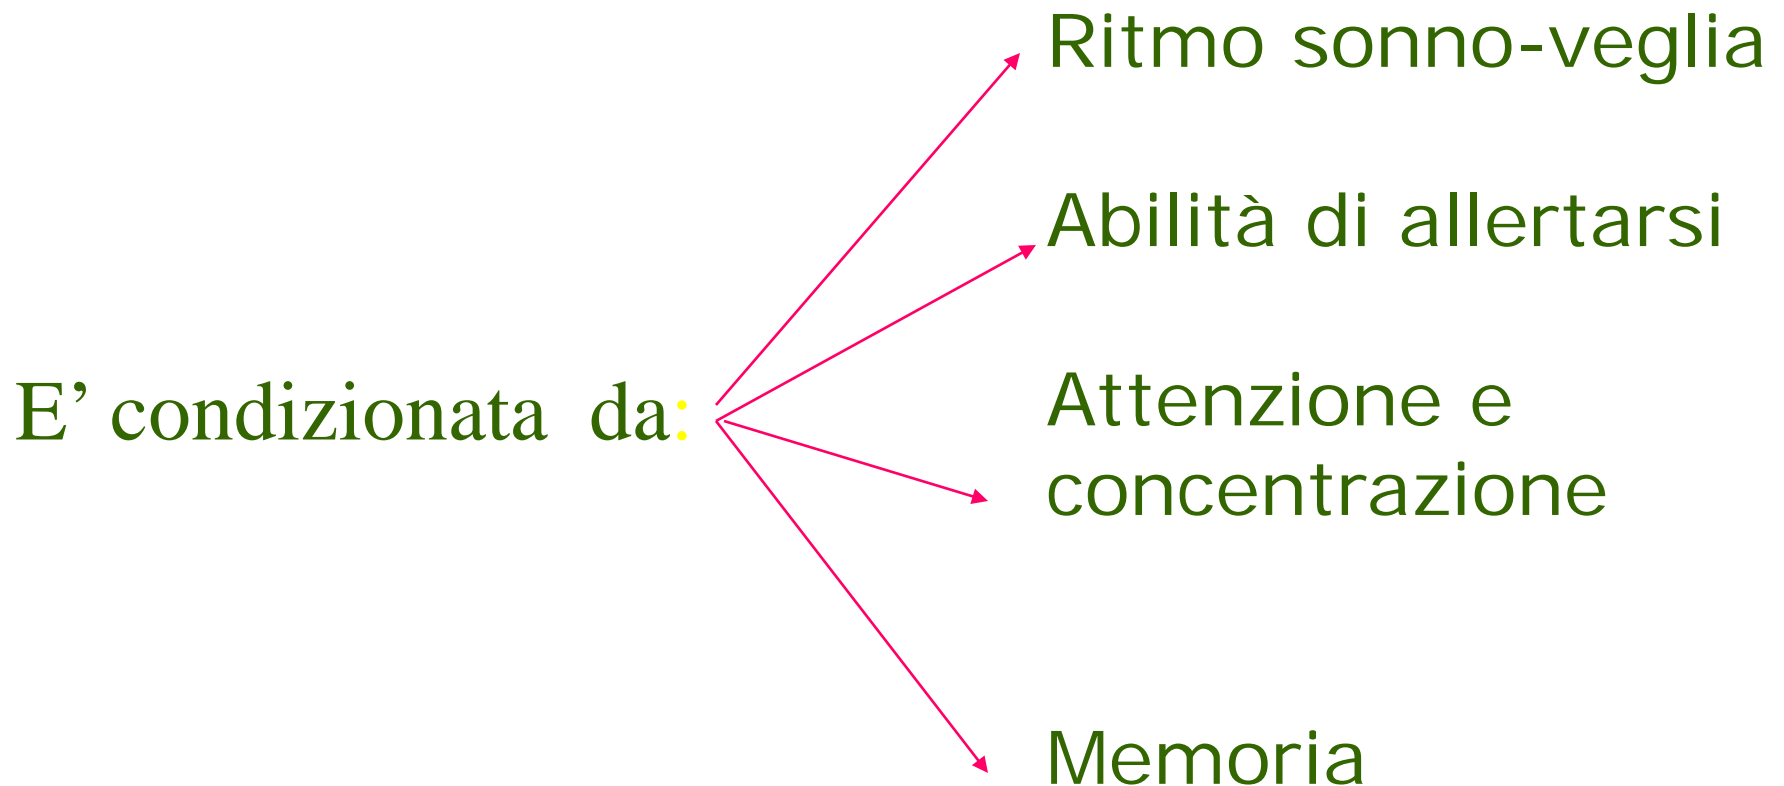 Ritmo sonno-veglia
Abilità di allertarsi
E’ condizionata da:
Attenzione e
concentrazione
Memoria